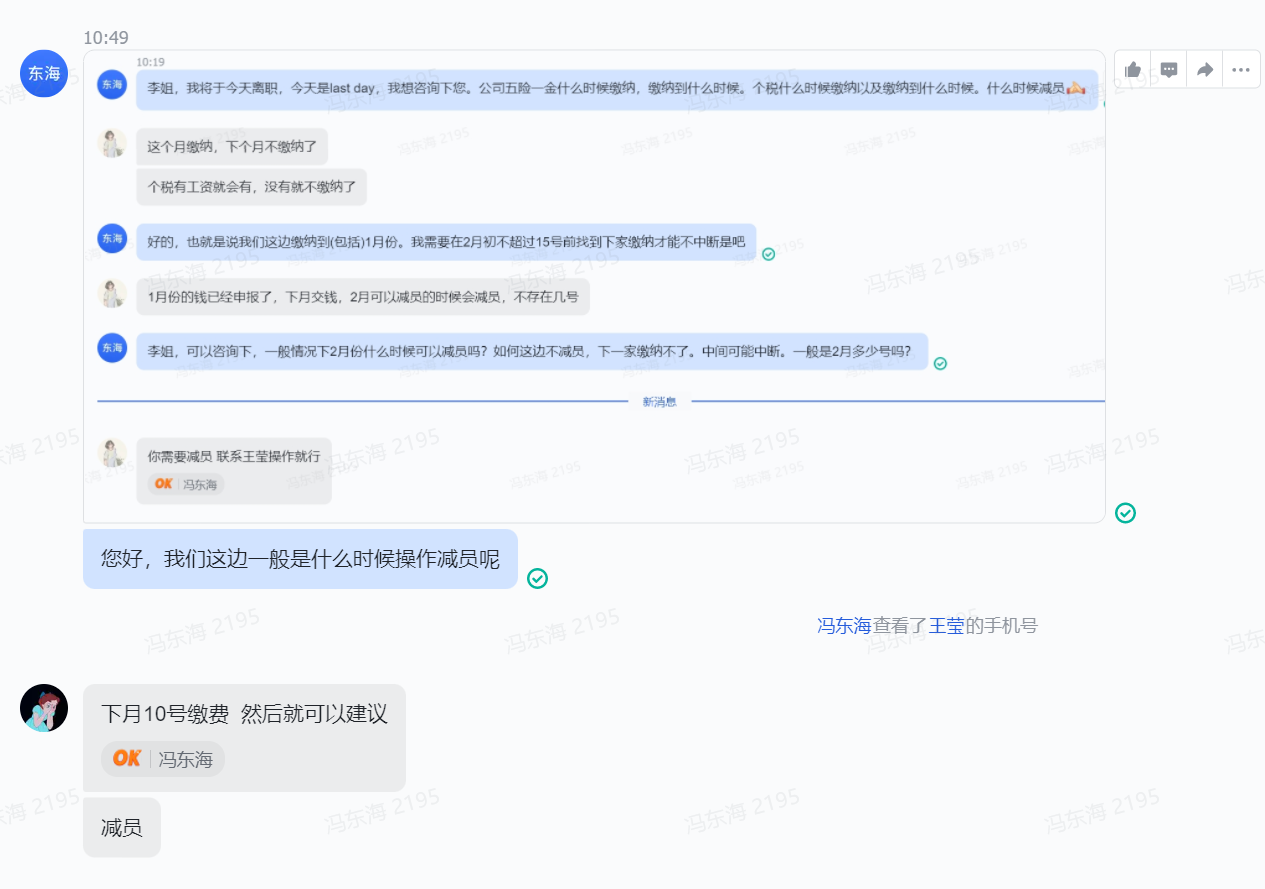 10:49
东海
10:19
东海
李姐，我将于今天离职，今天是last day，我想咨询下您。公司五险一金什么时候缴纳，缴纳到什么时候。个税什么时候缴纳以及缴纳到什么时候。什么时候减员
这个月缴纳，下个月不缴纳了
个税有工资就会有，没有就不缴纳了
东海
好的，也就是说我们这边缴纳到(包括)1月份。我需要在2月初不超过15号前找到下家缴纳才能不中断是吧
1月份的钱已经申报了，下月交钱，2月可以减员的时候会减员，不存在几号
东海
李姐，可以咨询下，一般情况下2月份什么时候可以减员吗？如何这边不减员，下一家缴纳不了。中间可能中断。一般是2月多少号吗？
新消息
你需要减员 联系王莹操作就行
OK 冯东海
您好，我们这边一般是什么时候操作减员呢
冯东海查看了王莹的手机号
下月10号缴费 然后就可以建议
OK 冯东海
减员
冯东海 2195